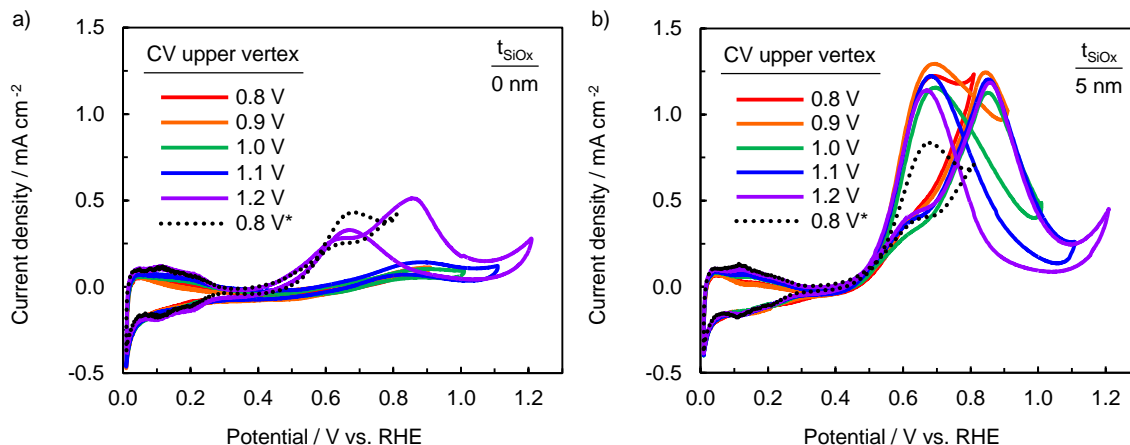 a)
Current density / mA cm⁻²
1.5
1.0
0.5
0.0
-0.5
CV upper vertex
0.8 V
0.9 V
1.0 V
1.1 V
1.2 V
0.8 V*
tSiOx
0 nm
0.0 0.2 0.4 0.6 0.8 1.0 1.2
Potential / V vs. RHE
b)
Current density / mA cm⁻²
1.5
1.0
0.5
0.0
-0.5
CV upper vertex
0.8 V
0.9 V
1.0 V
1.1 V
1.2 V
0.8 V*
tSiOx
5 nm
0.0 0.2 0.4 0.6 0.8 1.0 1.2
Potential / V vs. RHE